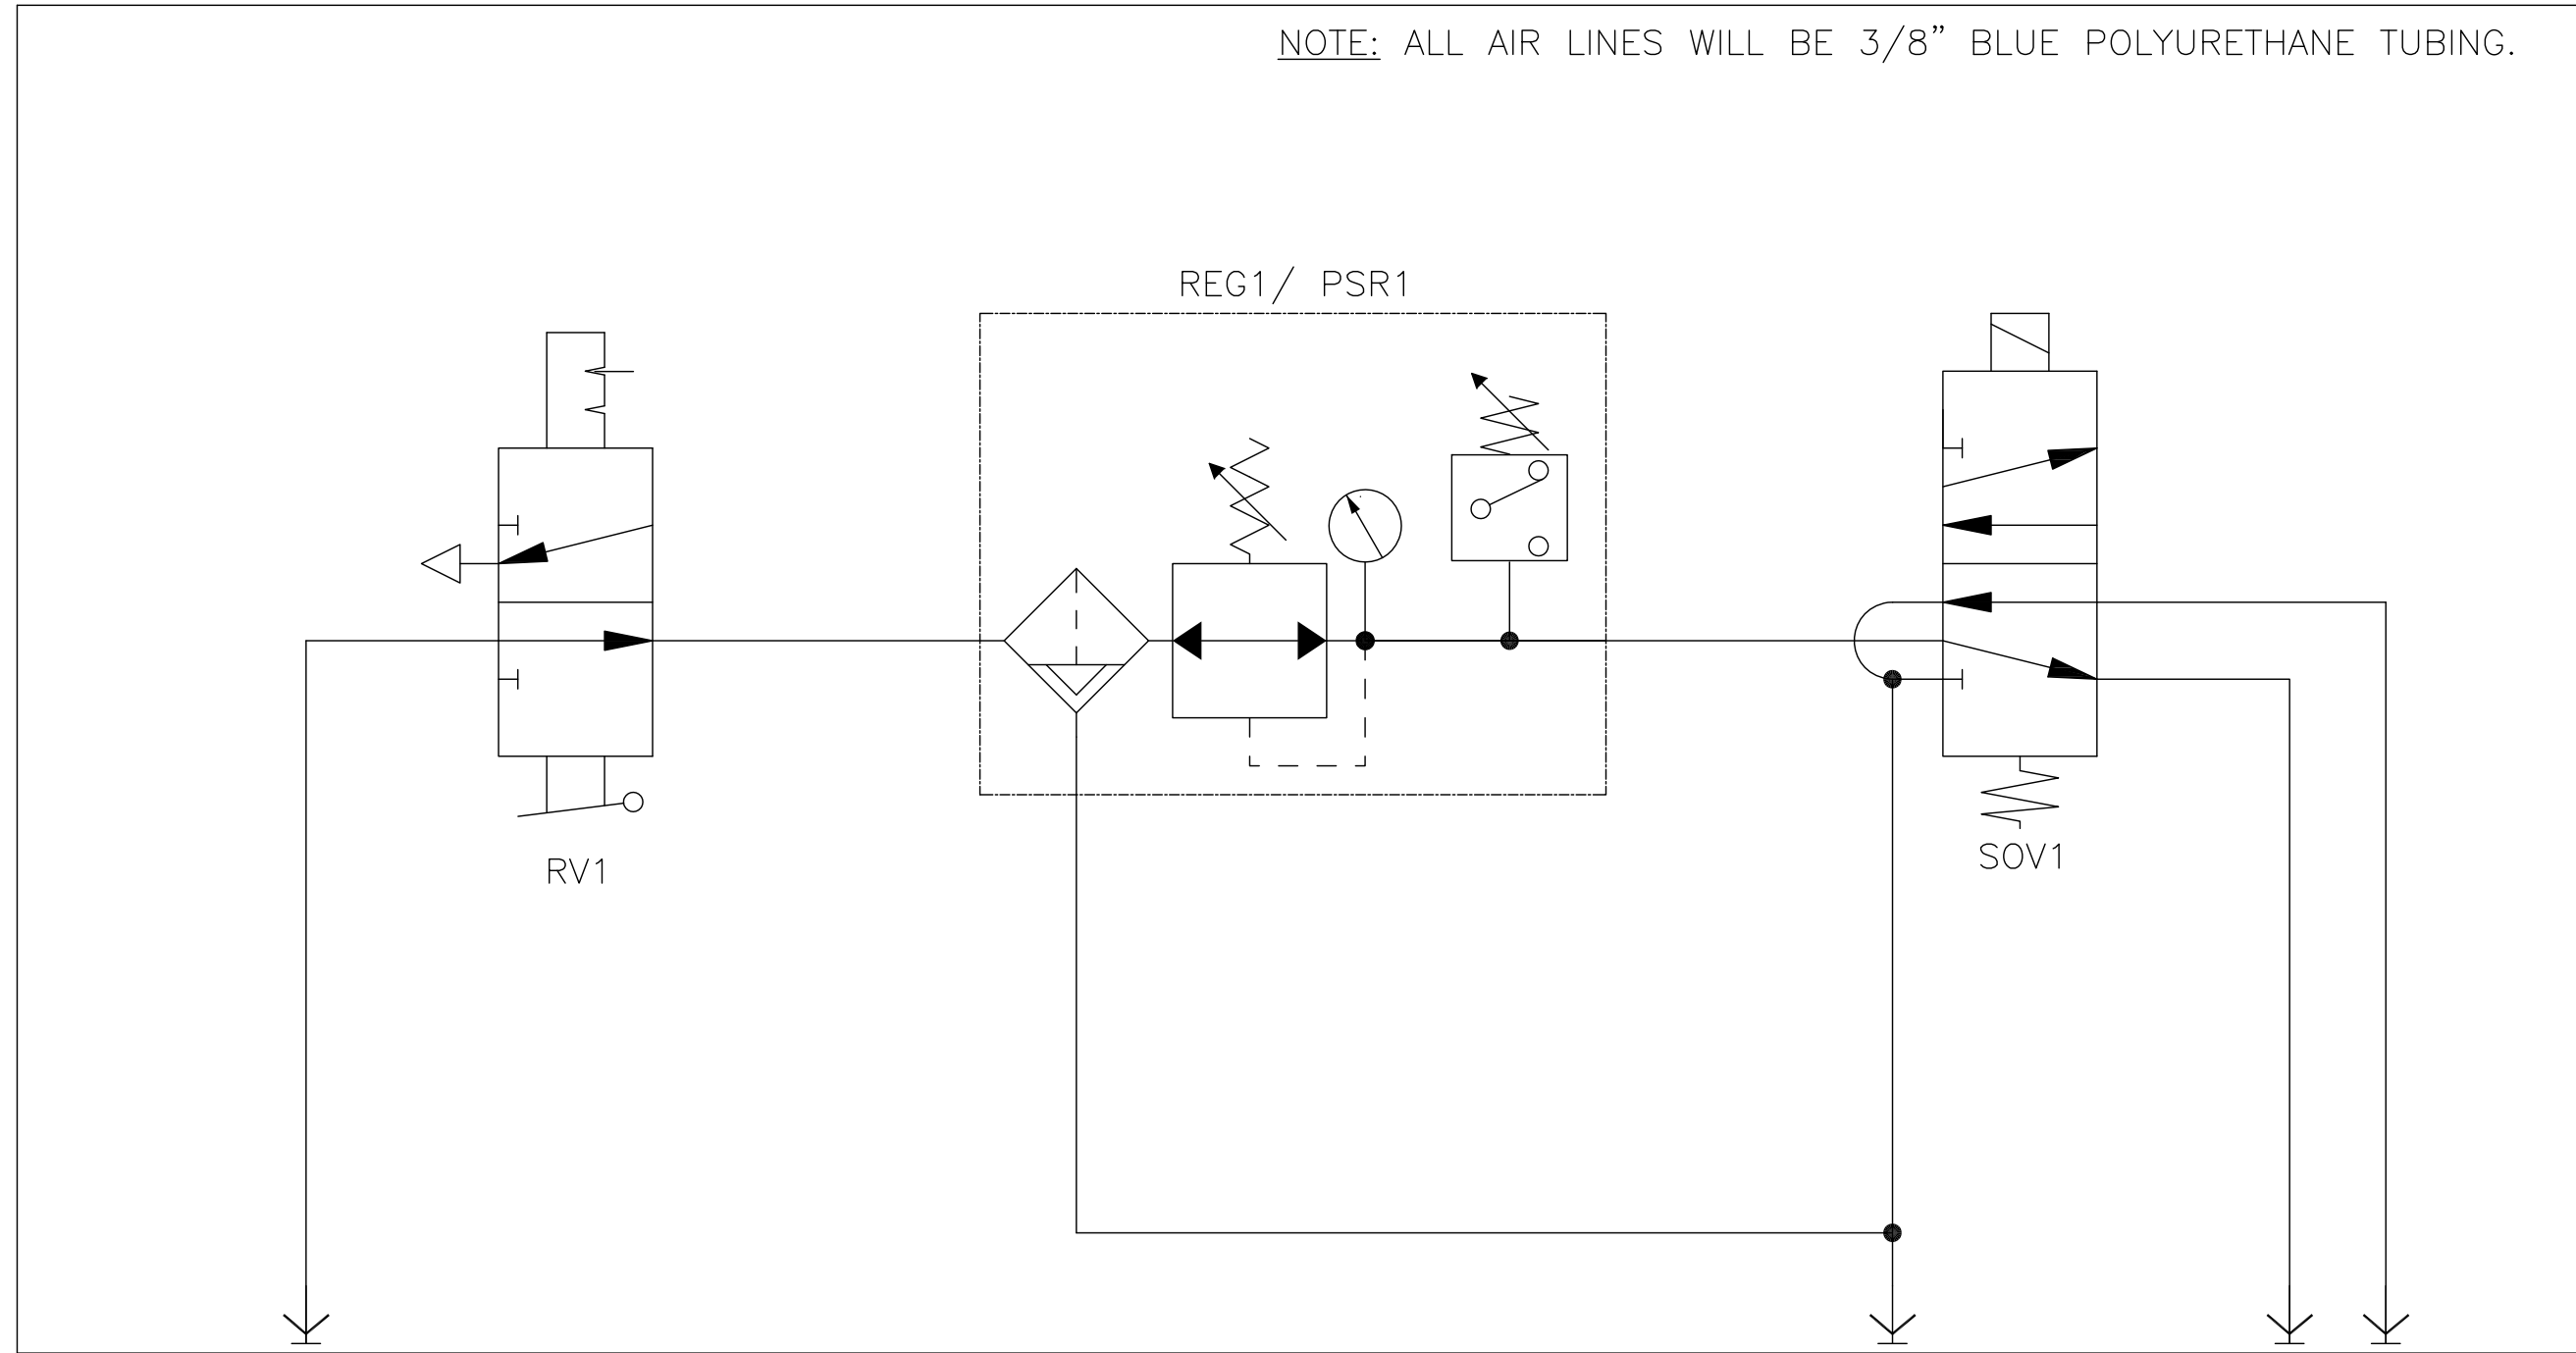 NOTE: ALL AIR LINES WILL BE 3/8” BLUE POLYURETHANE TUBING.
REG1/ PSR1
RV1
SOV1